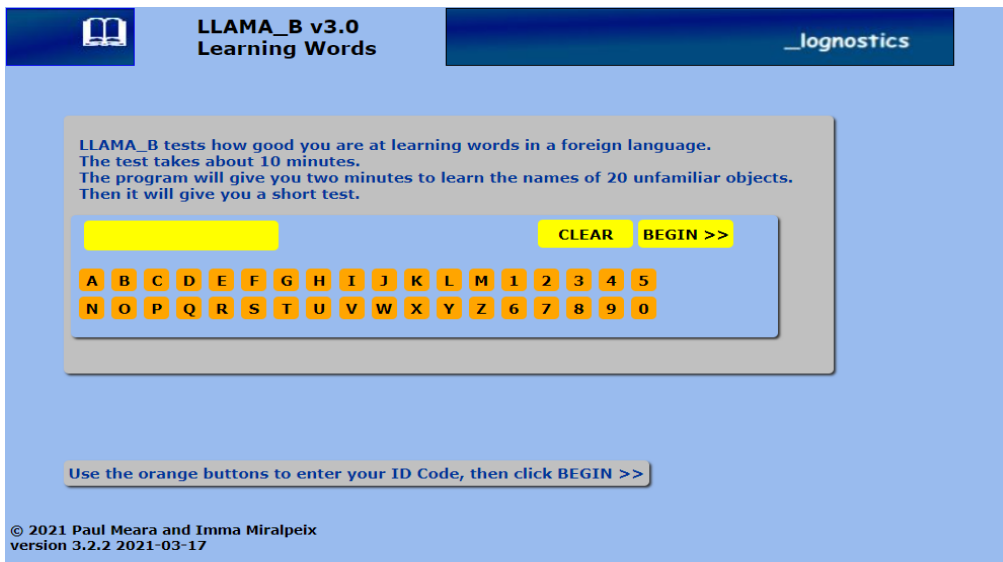 LLAMA_B v3.0
Learning Words
_lognostics
LLAMA_B tests how good you are at learning words in a foreign language.
The test takes about 10 minutes.
The program will give you two minutes to learn the names of 20 unfamiliar objects.
Then it will give you a short test.
CLEAR BEGIN >>
A B C D E F G H I J K L M 1 2 3 4 5
N O P Q R S T U V W X Y Z 6 7 8 9 0
Use the orange buttons to enter your ID Code, then click BEGIN >>
© 2021 Paul Meara and Imma Miralpeix
version 3.2.2 2021-03-17